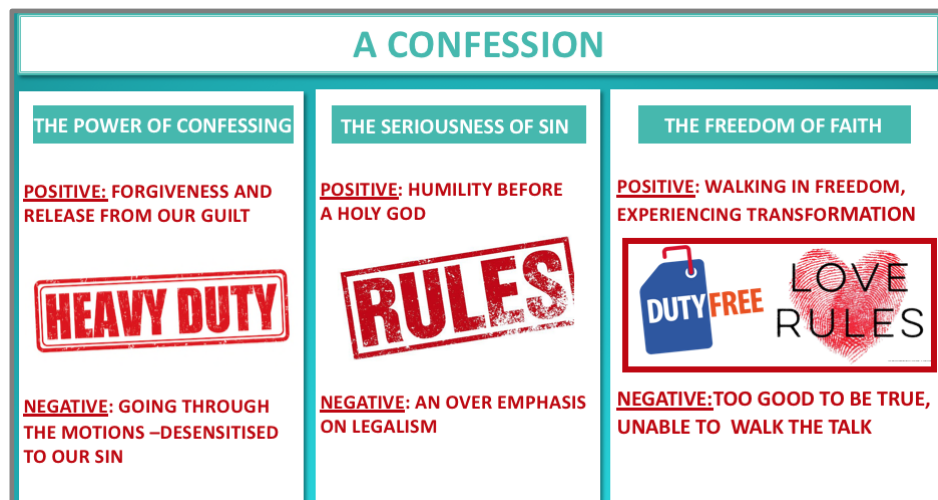 A CONFESSION
THE POWER OF CONFESSING
POSITIVE: FORGIVENESS AND
RELEASE FROM OUR GUILT
HEAVY DUTY
NEGATIVE: GOING THROUGH
THE MOTIONS –DESENSITISED
TO OUR SIN
THE SERIOUSNESS OF SIN
POSITIVE: HUMILITY BEFORE
A HOLY GOD
RULES
NEGATIVE: AN OVER EMPHASIS
ON LEGALISM
THE FREEDOM OF FAITH
POSITIVE: WALKING IN FREEDOM,
EXPERIENCING TRANSFORMATION
DUTY FREE
LOVE
RULES
NEGATIVE:TOO GOOD TO BE TRUE,
UNABLE TO WALK THE TALK